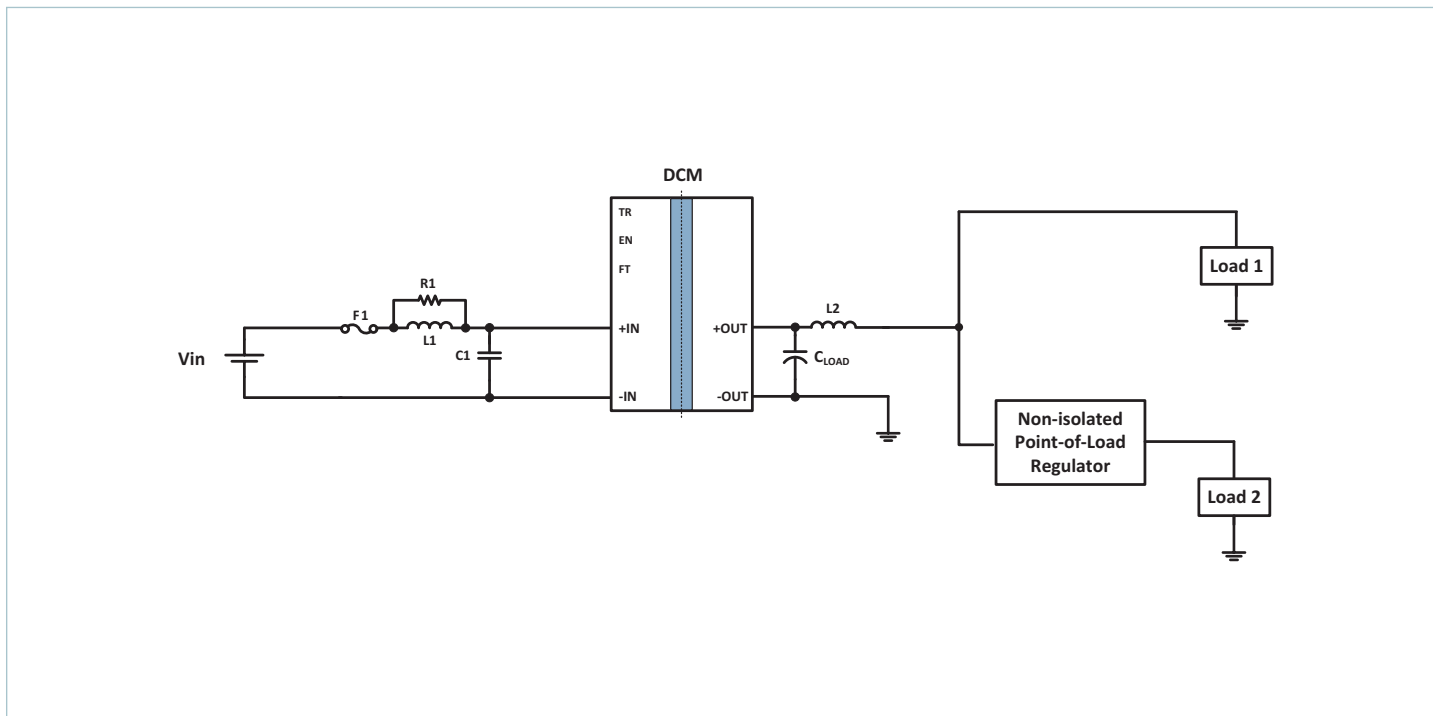 DCM
TR
EN
FT
R1
F1
L1
C1
Vin
+IN
-IN
+OUT
-OUT
L2
CLOAD
Load 1
Non-isolated
Point-of-Load
Regulator
Load 2